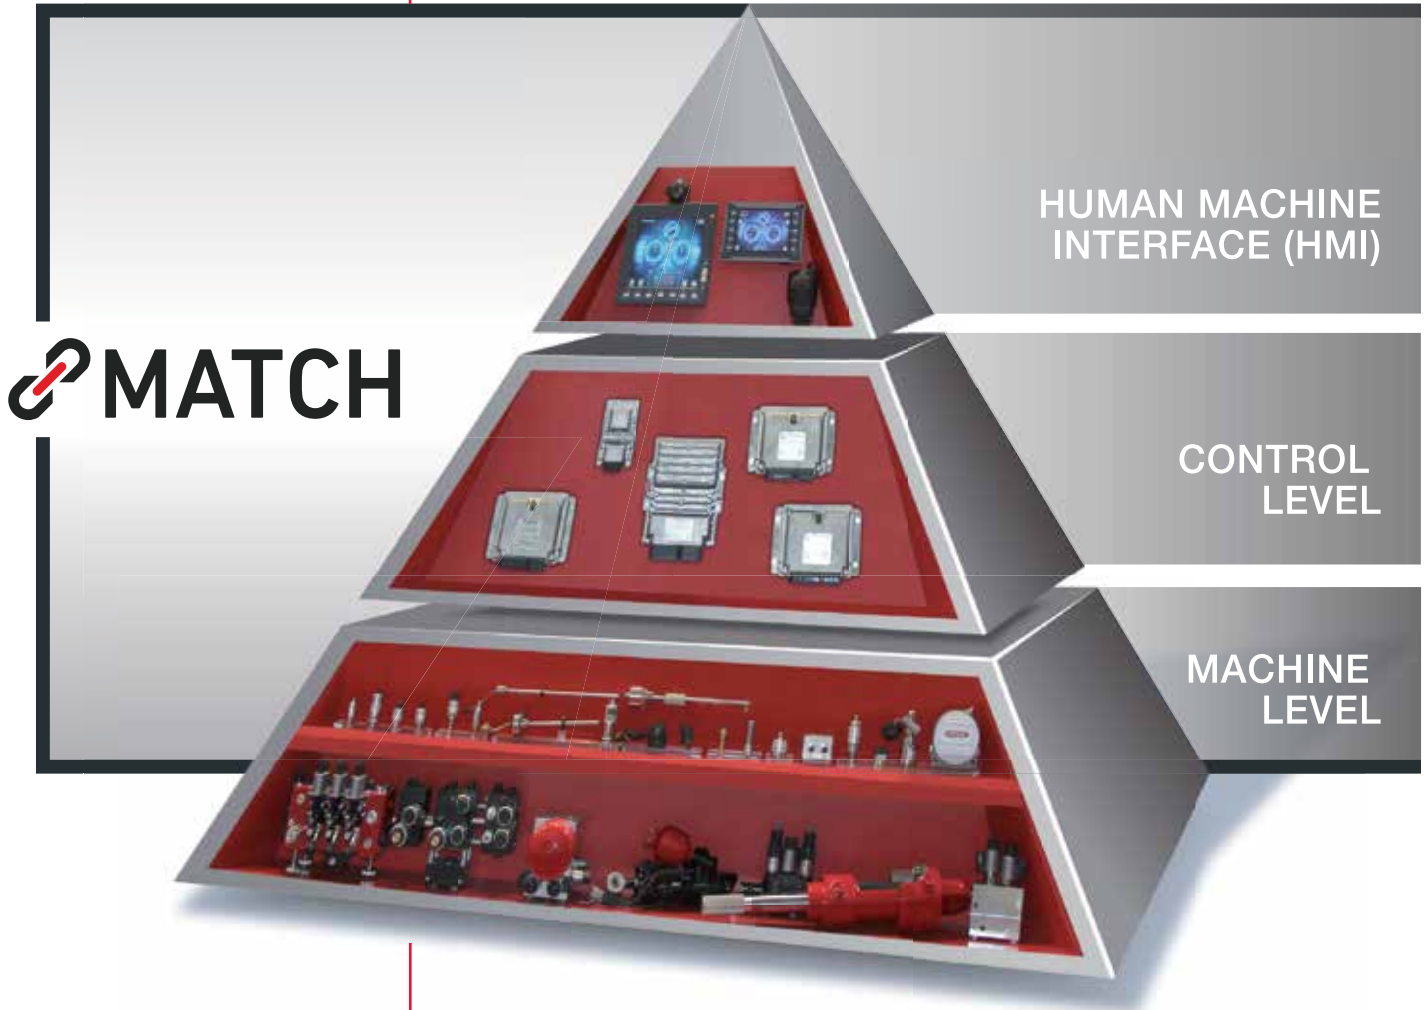 HUMAN MACHINE
INTERFACE (HMI)
MATCH
CONTROL
LEVEL
MACHINE
LEVEL